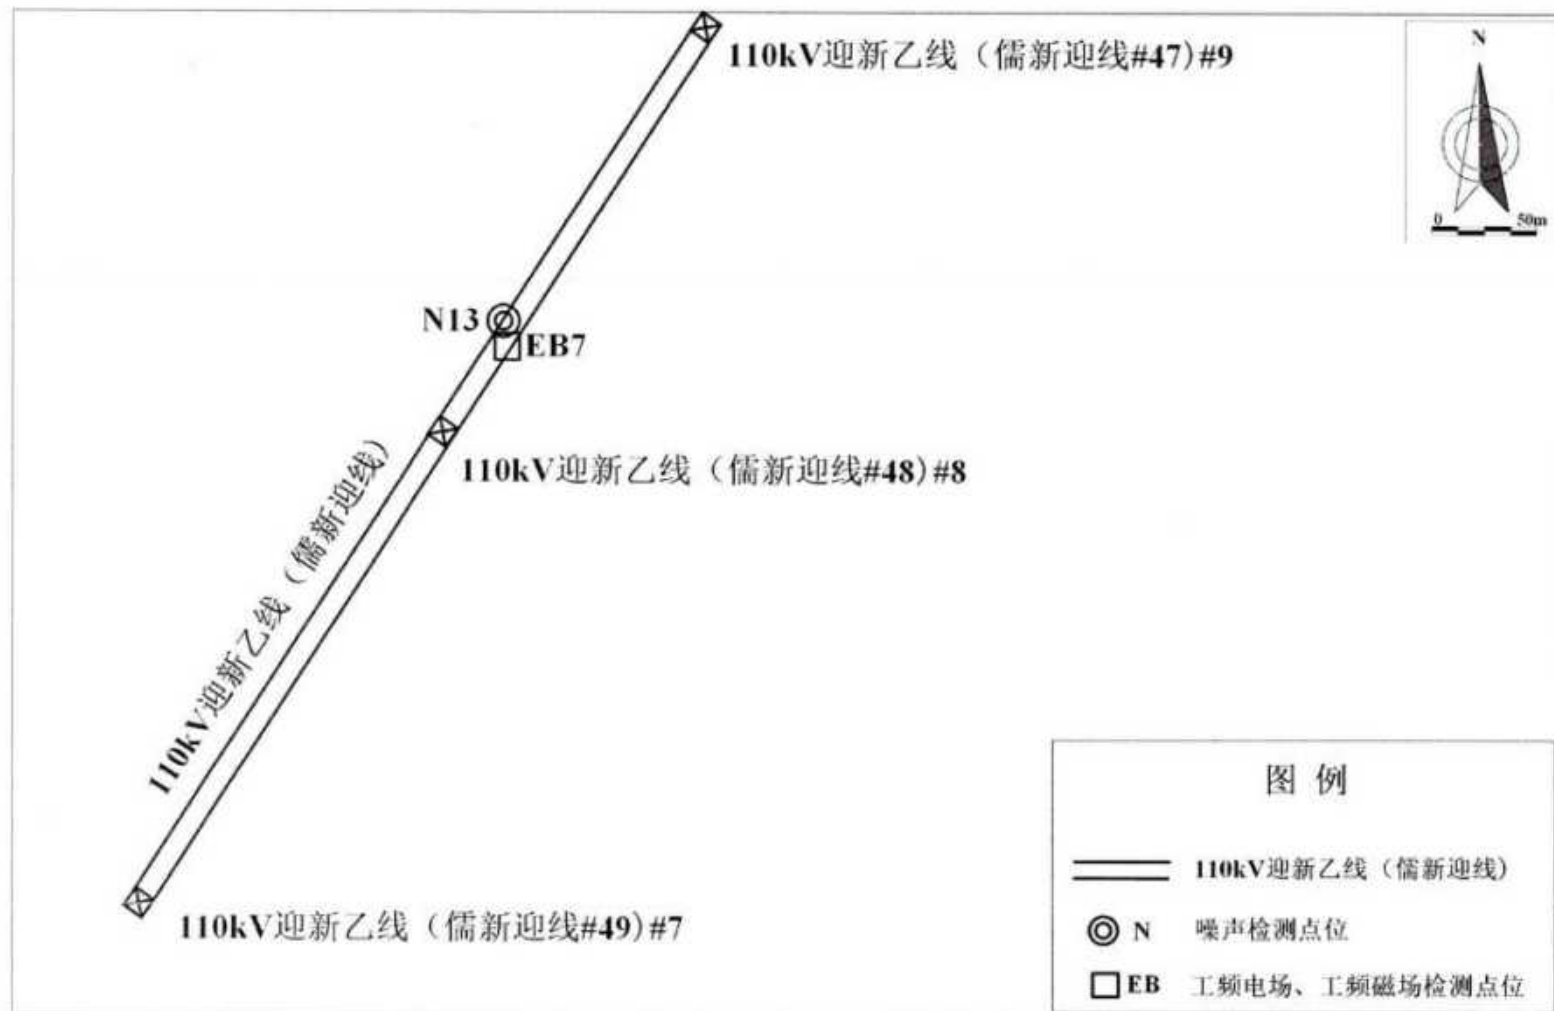 110kV迎新乙线（儒新迎线#47)#9
N
0 50m
N13
EB7
110kV迎新乙线（儒新迎线#48)#8
110kV迎新乙线（儒新迎线）
110kV迎新乙线（儒新迎线#49)#7
图 例
110kV迎新乙线（儒新迎线）
N 噪声检测点位
EB 工频电场、工频磁场检测点位